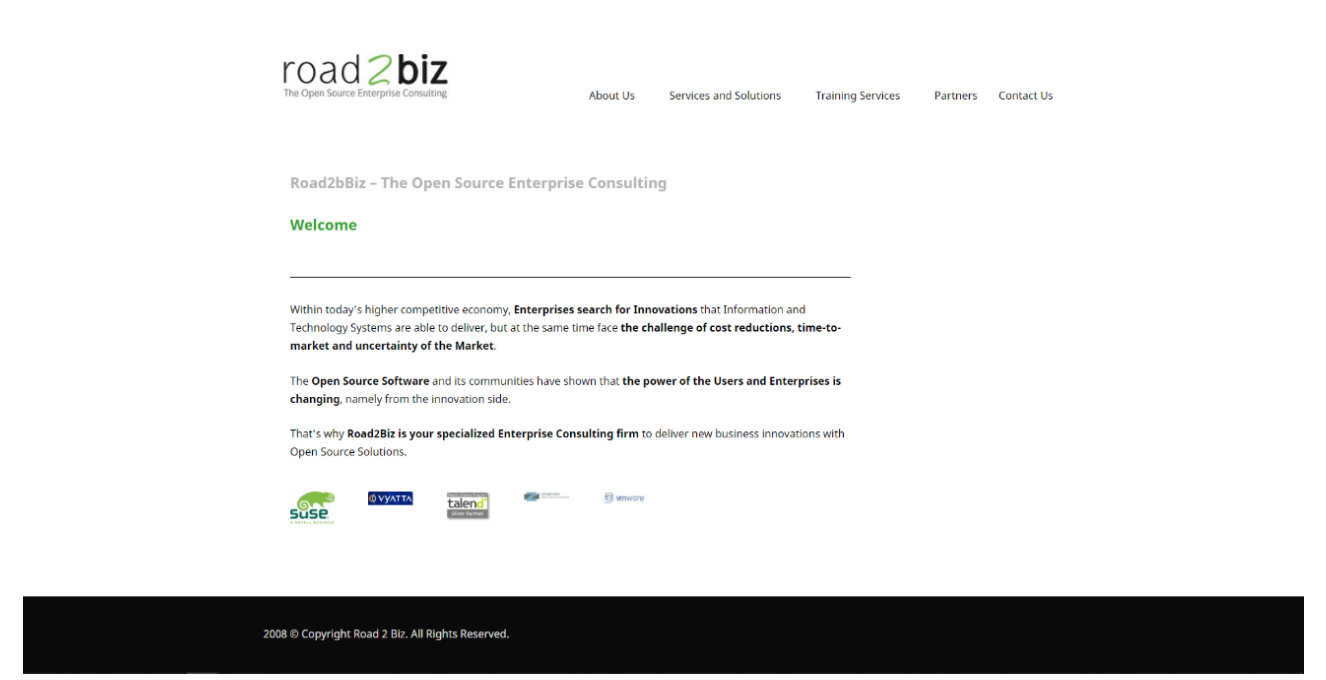 road2biz
The Open Source Enterprise Consulting
About Us Services and Solutions Training Services Partners Contact Us
Road2bBiz – The Open Source Enterprise Consulting
Welcome
Within today's higher competitive economy, Enterprises search for Innovations that Information and
Technology Systems are able to deliver, but at the same time face the challenge of cost reductions, time-to-
market and uncertainty of the Market.
The Open Source Software and its communities have shown that the power of the Users and Enterprises is
changing, namely from the innovation side.
That's why Road2Biz is your specialized Enterprise Consulting firm to deliver new business innovations with
Open Source Solutions.
SUSE VYATTA talend vmware
Silver Partner
2008 © Copyright Road 2 Biz. All Rights Reserved.